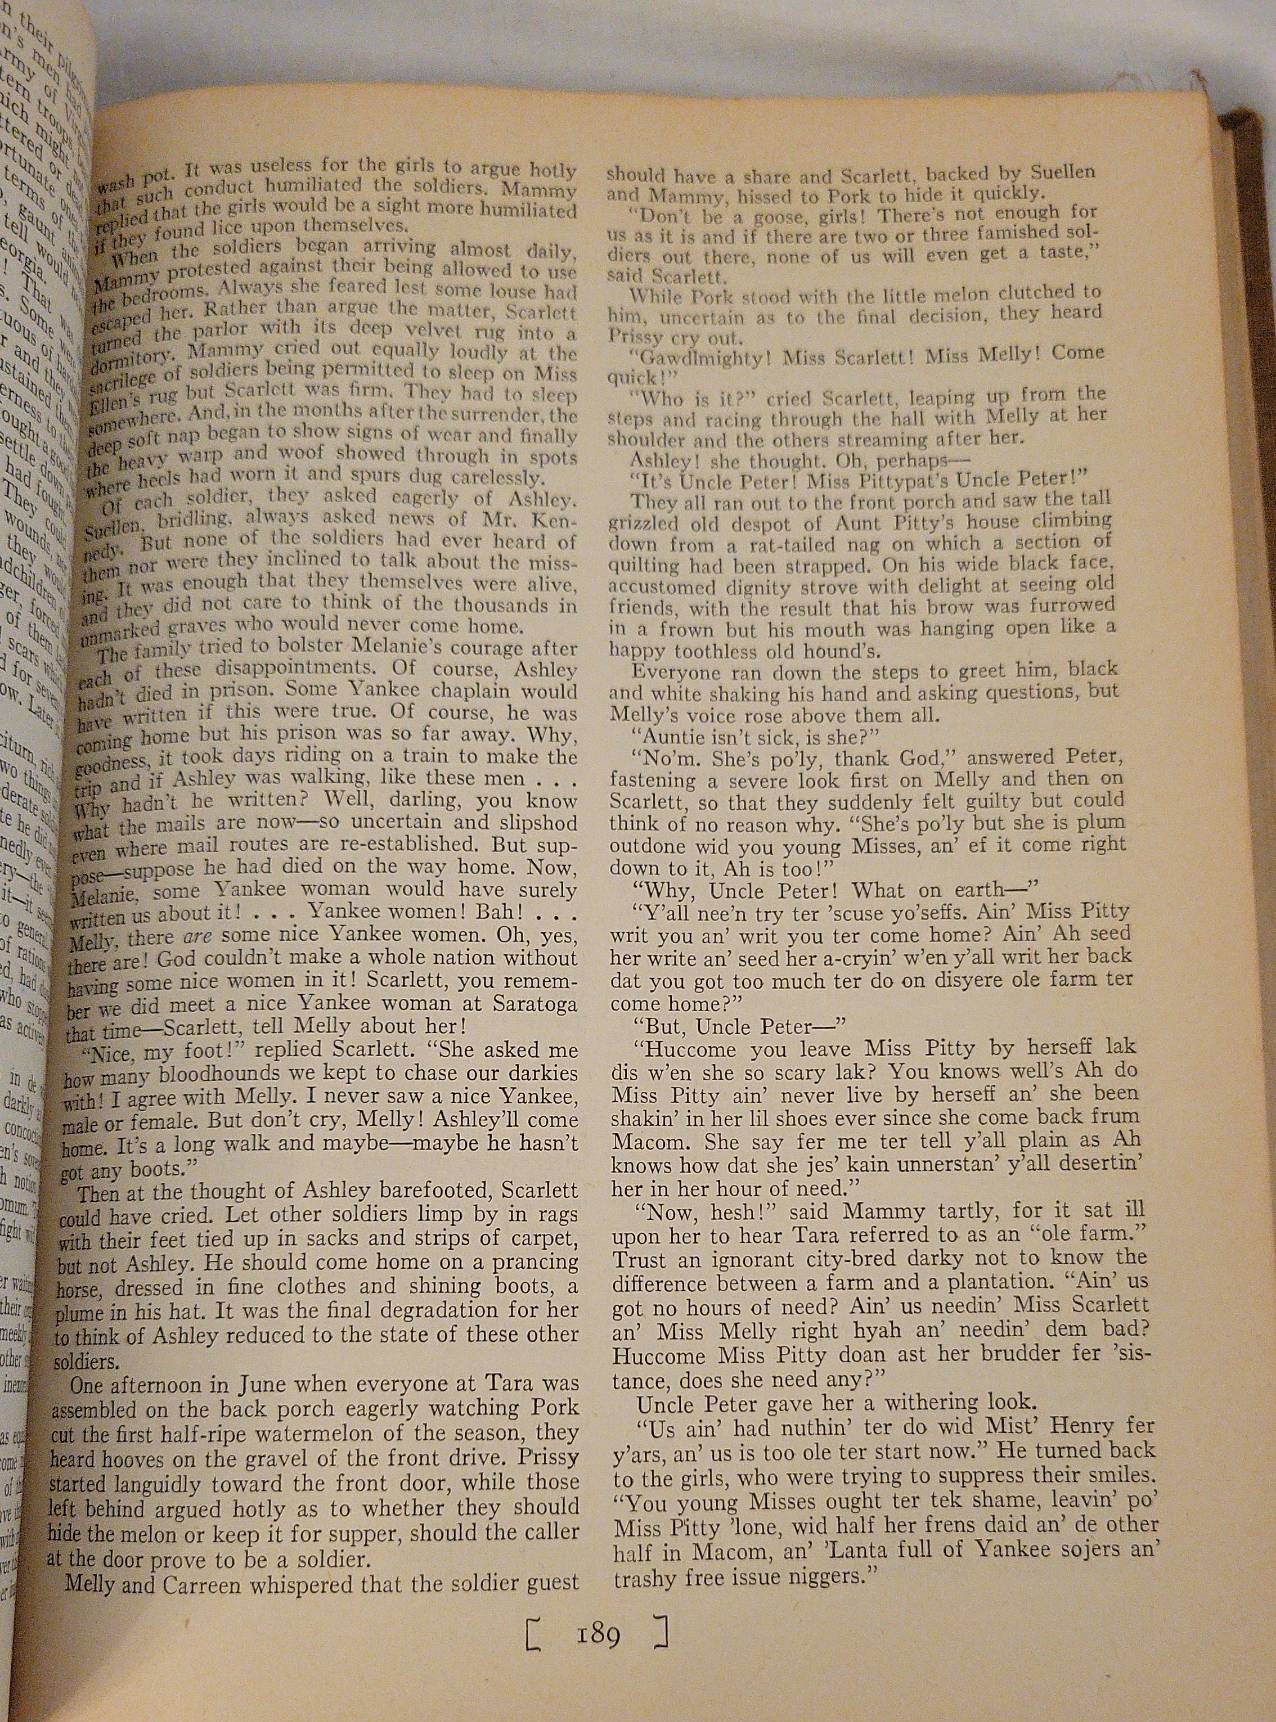 wash pot. It was useless for the girls to argue hotly
that such conduct humiliated the soldiers. Mammy
replied that the girls would be a sight more humiliated
if they found lice upon themselves.
When the soldiers began arriving almost daily,
Mammy protested against their being allowed to use
the bedrooms. Always she feared lest some louse had
escaped her. Rather than argue the matter, Scarlett
turned the parlor with its deep velvet rug into a
dormitory. Mammy cried out equally loudly at the
sacrilege of soldiers being permitted to sleep on Miss
Ellen's rug but Scarlett was firm. They had to sleep
somewhere. And, in the months after the surrender, the
deep soft nap began to show signs of wear and finally
the heavy warp and woof showed through in spots
where heels had worn it and spurs dug carelessly.
Of each soldier, they asked eagerly of Ashley.
Suellen, bridling, always asked news of Mr. Ken-
nedy. But none of the soldiers had ever heard of
them nor were they inclined to talk about the miss-
ing. It was enough that they themselves were alive,
and they did not care to think of the thousands in
unmarked graves who would never come home.
The family tried to bolster Melanie's courage after
each of these disappointments. Of course, Ashley
hadn't died in prison. Some Yankee chaplain would
have written if this were true. Of course, he was
coming home but his prison was so far away. Why,
goodness, it took days riding on a train to make the
trip and if Ashley was walking, like these men . . .
Why hadn't he written? Well, darling, you know
what the mails are now—so uncertain and slipshod
even where mail routes are re-established. But sup-
pose—suppose he had died on the way home. Now,
Melanie, some Yankee woman would have surely
written us about it! . . . Yankee women! Bah! . . .
Melly, there are some nice Yankee women. Oh, yes,
there are! God couldn't make a whole nation without
having some nice women in it! Scarlett, you remem-
ber we did meet a nice Yankee woman at Saratoga
that time—Scarlett, tell Melly about her!
"Nice, my foot!" replied Scarlett. "She asked me
how many bloodhounds we kept to chase our darkies
with! I agree with Melly. I never saw a nice Yankee,
male or female. But don't cry, Melly! Ashley'll come
home. It's a long walk and maybe—maybe he hasn't
got any boots."
Then at the thought of Ashley barefooted, Scarlett
could have cried. Let other soldiers limp by in rags
with their feet tied up in sacks and strips of carpet,
but not Ashley. He should come home on a prancing
horse, dressed in fine clothes and shining boots, a
plume in his hat. It was the final degradation for her
to think of Ashley reduced to the state of these other
soldiers.
One afternoon in June when everyone at Tara was
assembled on the back porch eagerly watching Pork
cut the first half-ripe watermelon of the season, they
heard hooves on the gravel of the front drive. Prissy
started languidly toward the front door, while those
left behind argued hotly as to whether they should
hide the melon or keep it for supper, should the caller
at the door prove to be a soldier.
Melly and Carreen whispered that the soldier guest
should have a share and Scarlett, backed by Suellen
and Mammy, hissed to Pork to hide it quickly.
"Don't be a goose, girls! There's not enough for
us as it is and if there are two or three famished sol-
diers out there, none of us will even get a taste,"
said Scarlett.
While Pork stood with the little melon clutched to
him, uncertain as to the final decision, they heard
Prissy cry out.
"Gawdlmighty! Miss Scarlett! Miss Melly! Come
quick!"
"Who is it?" cried Scarlett, leaping up from the
steps and racing through the hall with Melly at her
shoulder and the others streaming after her.
Ashley! she thought. Oh, perhaps—
"It's Uncle Peter! Miss Pittypat's Uncle Peter!"
They all ran out to the front porch and saw the tall
grizzled old despot of Aunt Pitty's house climbing
down from a rat-tailed nag on which a section of
quilting had been strapped. On his wide black face,
accustomed dignity strove with delight at seeing old
friends, with the result that his brow was furrowed
in a frown but his mouth was hanging open like a
happy toothless old hound's.
Everyone ran down the steps to greet him, black
and white shaking his hand and asking questions, but
Melly's voice rose above them all.
"Auntie isn't sick, is she?"
"No'm. She's po'ly, thank God," answered Peter,
fastening a severe look first on Melly and then on
Scarlett, so that they suddenly felt guilty but could
think of no reason why. "She's po'ly but she is plum
outdone wid you young Misses, an' ef it come right
down to it, Ah is too!"
"Why, Uncle Peter! What on earth—"
"Y'all nee'n try ter 'scuse yo'seffs. Ain' Miss Pitty
writ you an' writ you ter come home? Ain' Ah seed
her write an' seed her a-cryin' w'en y'all writ her back
dat you got too much ter do on disyere ole farm ter
come home?"
"But, Uncle Peter—"
"Huccome you leave Miss Pitty by herseff lak
dis w'en she so scary lak? You knows well's Ah do
Miss Pitty ain' never live by herseff an' she been
shakin' in her lil shoes ever since she come back frum
Macom. She say fer me ter tell y'all plain as Ah
knows how dat she jes' kain unnerstan' y'all desertin'
her in her hour of need."
"Now, hesh!" said Mammy tartly, for it sat ill
upon her to hear Tara referred to as an "ole farm."
Trust an ignorant city-bred darky not to know the
difference between a farm and a plantation. "Ain' us
got no hours of need? Ain' us needin' Miss Scarlett
an' Miss Melly right hyah an' needin' dem bad?
Huccome Miss Pitty doan ast her brudder fer 'sis-
tance, does she need any?"
Uncle Peter gave her a withering look.
"Us ain' had nuthin' ter do wid Mist' Henry fer
y'ars, an' us is too ole ter start now." He turned back
to the girls, who were trying to suppress their smiles.
"You young Misses ought ter tek shame, leavin' po'
Miss Pitty 'lone, wid half her frens daid an' de other
half in Macom, an' 'Lanta full of Yankee sojers an'
trashy free issue niggers."
[ 189 ]